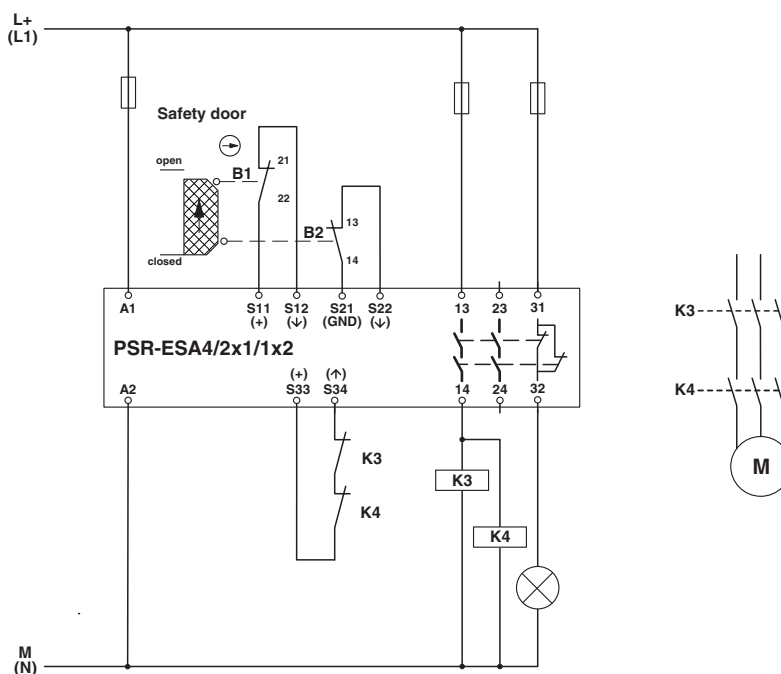 L+
(L1)
Safety door
open
B1
21
22
closed
B2
13
14
A1
S11
(+)
S12
(↓)
S21
(GND)
S22
(↓)
13
23
31
PSR-ESA4/2x1/1x2
A2
(+)
S33
(↑)
S34
14
24
32
K3
K4
K3
K4
K3
K4
M
M
(N)